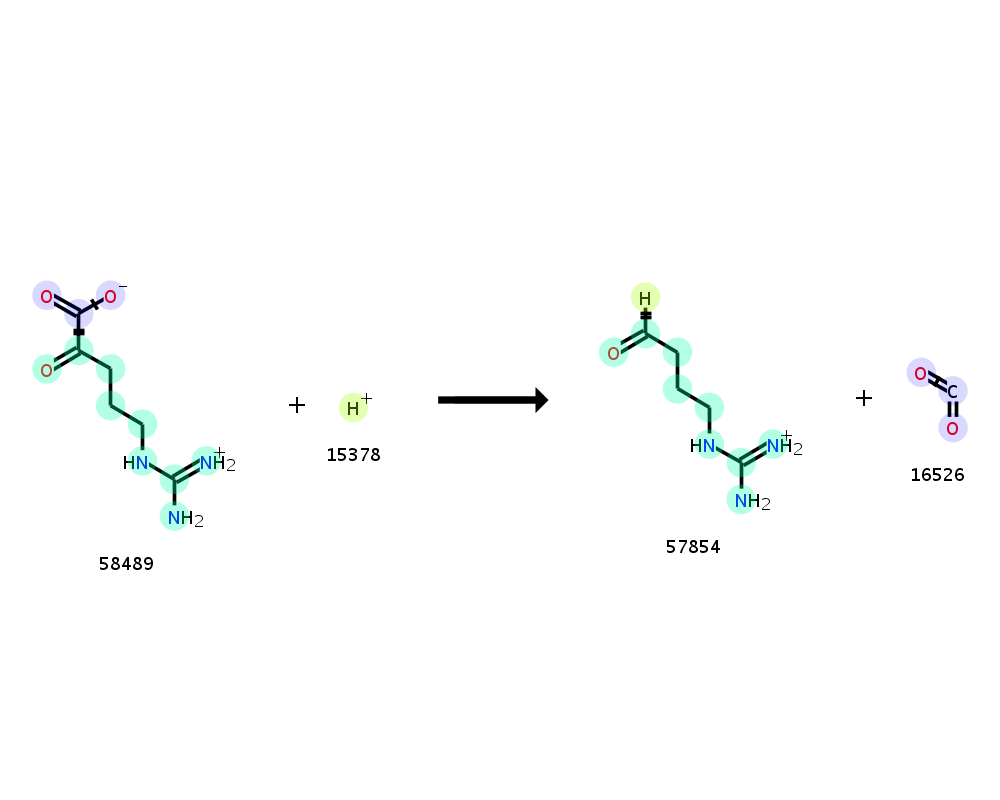 O O⁻
O
HN NH₂⁺
NH₂
58489
+
H⁺
15378
H
O
HN NH₂⁺
NH₂
57854
+
O C
O
16526